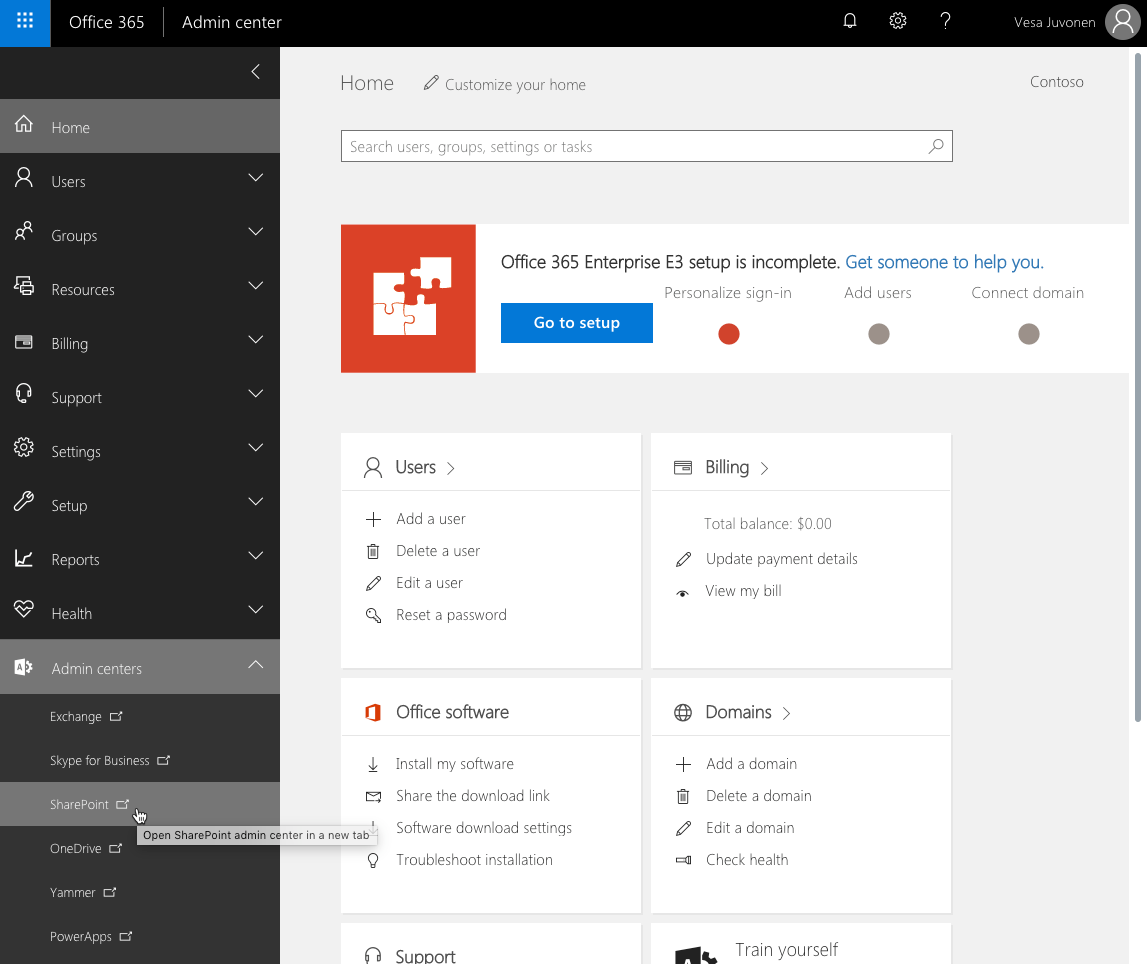 Office 365 Admin center ? Vesa Juvonen
Home
Users
Groups
Resources
Billing
Support
Settings
Setup
Reports
Health
Admin centers
Exchange
Skype for Business
SharePoint
Open SharePoint admin center in a new tab
OneDrive
Yammer
PowerApps
Home Customize your home Contoso
Search users, groups, settings or tasks
Office 365 Enterprise E3 setup is incomplete. Get someone to help you.
Go to setup
Personalize sign-in Add users Connect domain
Users
Add a user
Delete a user
Edit a user
Reset a password
Billing
Total balance: $0.00
Update payment details
View my bill
Office software
Install my software
Share the download link
Software download settings
Troubleshoot installation
Domains
Add a domain
Delete a domain
Edit a domain
Check health
Support
Train yourself